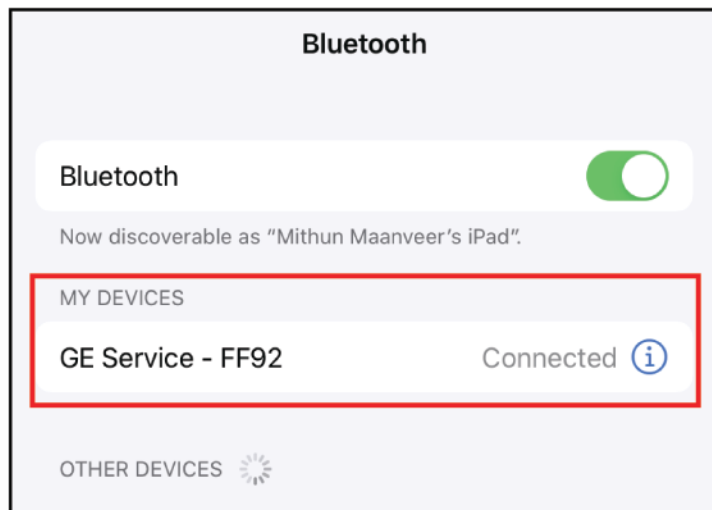 Bluetooth
Bluetooth
Now discoverable as “Mithun Maanveer’s iPad”.
MY DEVICES
GE Service - FF92 Connected
OTHER DEVICES